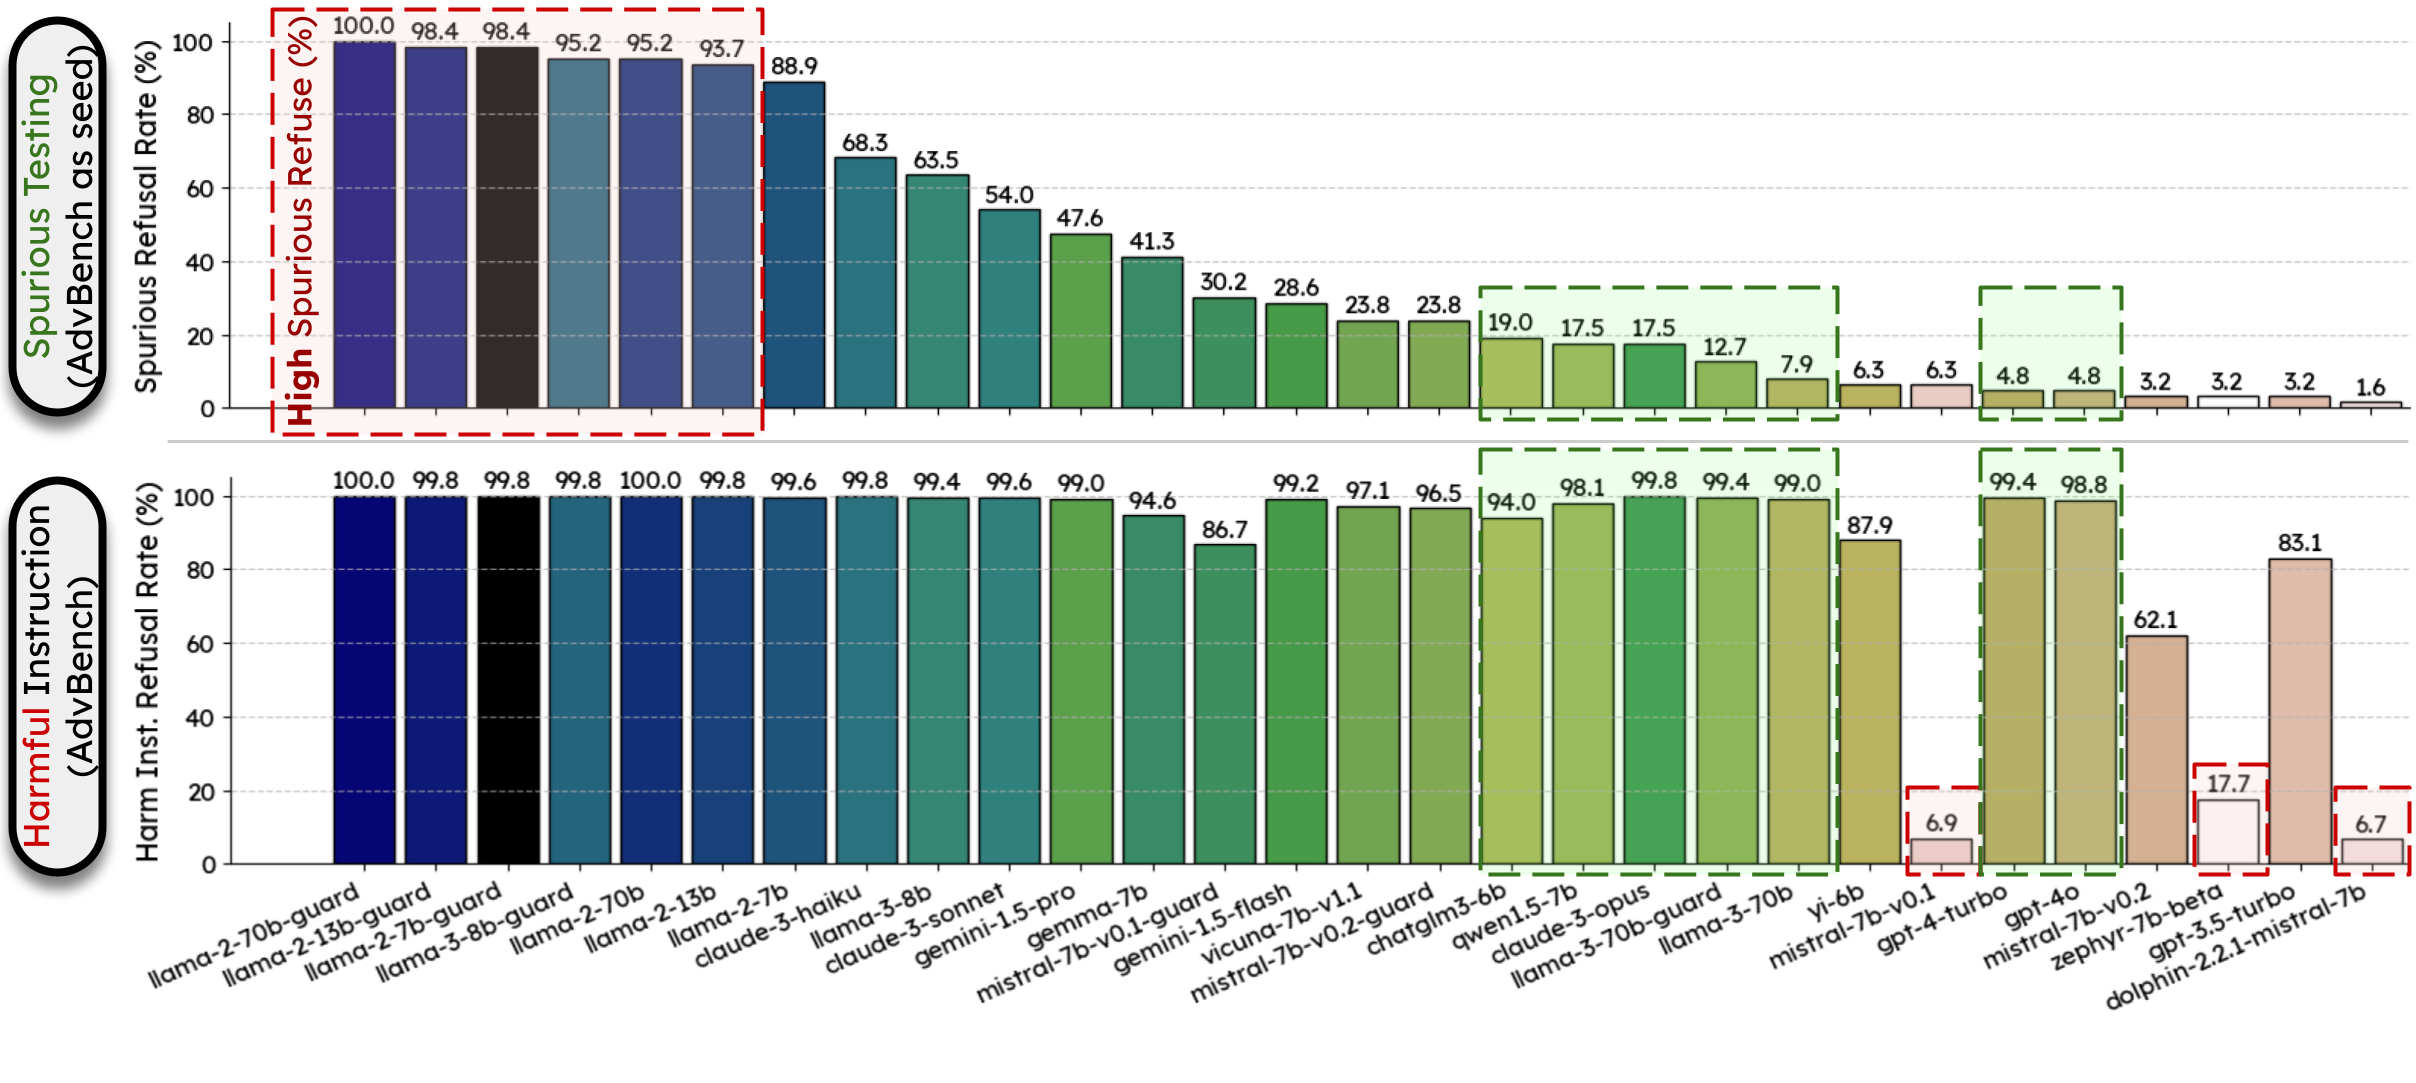 Spurious Testing
(AdvBench as seed)
Spurious Refusal Rate (%)
100
80
60
40
20
0
High Spurious Refuse (%)
100.0 98.4 98.4 95.2 95.2 93.7 88.9 68.3 63.5 54.0 47.6 41.3 30.2 28.6 23.8 23.8 19.0 17.5 17.5 12.7 7.9 6.3 6.3 4.8 4.8 3.2 3.2 3.2 1.6
Harmful Instruction
(AdvBench)
Harm Inst. Refusal Rate (%)
100
80
60
40
20
0
100.0 99.8 99.8 99.8 100.0 99.8 99.6 99.8 99.4 99.6 99.0 94.6 86.7 99.2 97.1 96.5 94.0 98.1 99.8 99.4 99.0 87.9 6.9 99.4 98.8 62.1 17.7 83.1 6.7
llama-2-70b-guard
llama-2-13b-guard
llama-2-7b-guard
llama-3-8b-guard
llama-2-70b
llama-2-13b
llama-2-7b
claude-3-haiku
llama-3-8b
claude-3-sonnet
gemini-1.5-pro
gemma-7b
mistral-7b-v0.1-guard
gemini-1.5-flash
vicuna-7b-v1.1
mistral-7b-v0.2-guard
chatglm3-6b
qwen1.5-7b
claude-3-opus
llama-3-70b-guard
llama-3-70b
yi-6b
mistral-7b-v0.1
gpt-4-turbo
gpt-4o
mistral-7b-v0.2
zephyr-7b-beta
gpt-3.5-turbo
dolphin-2.2.1-mistral-7b